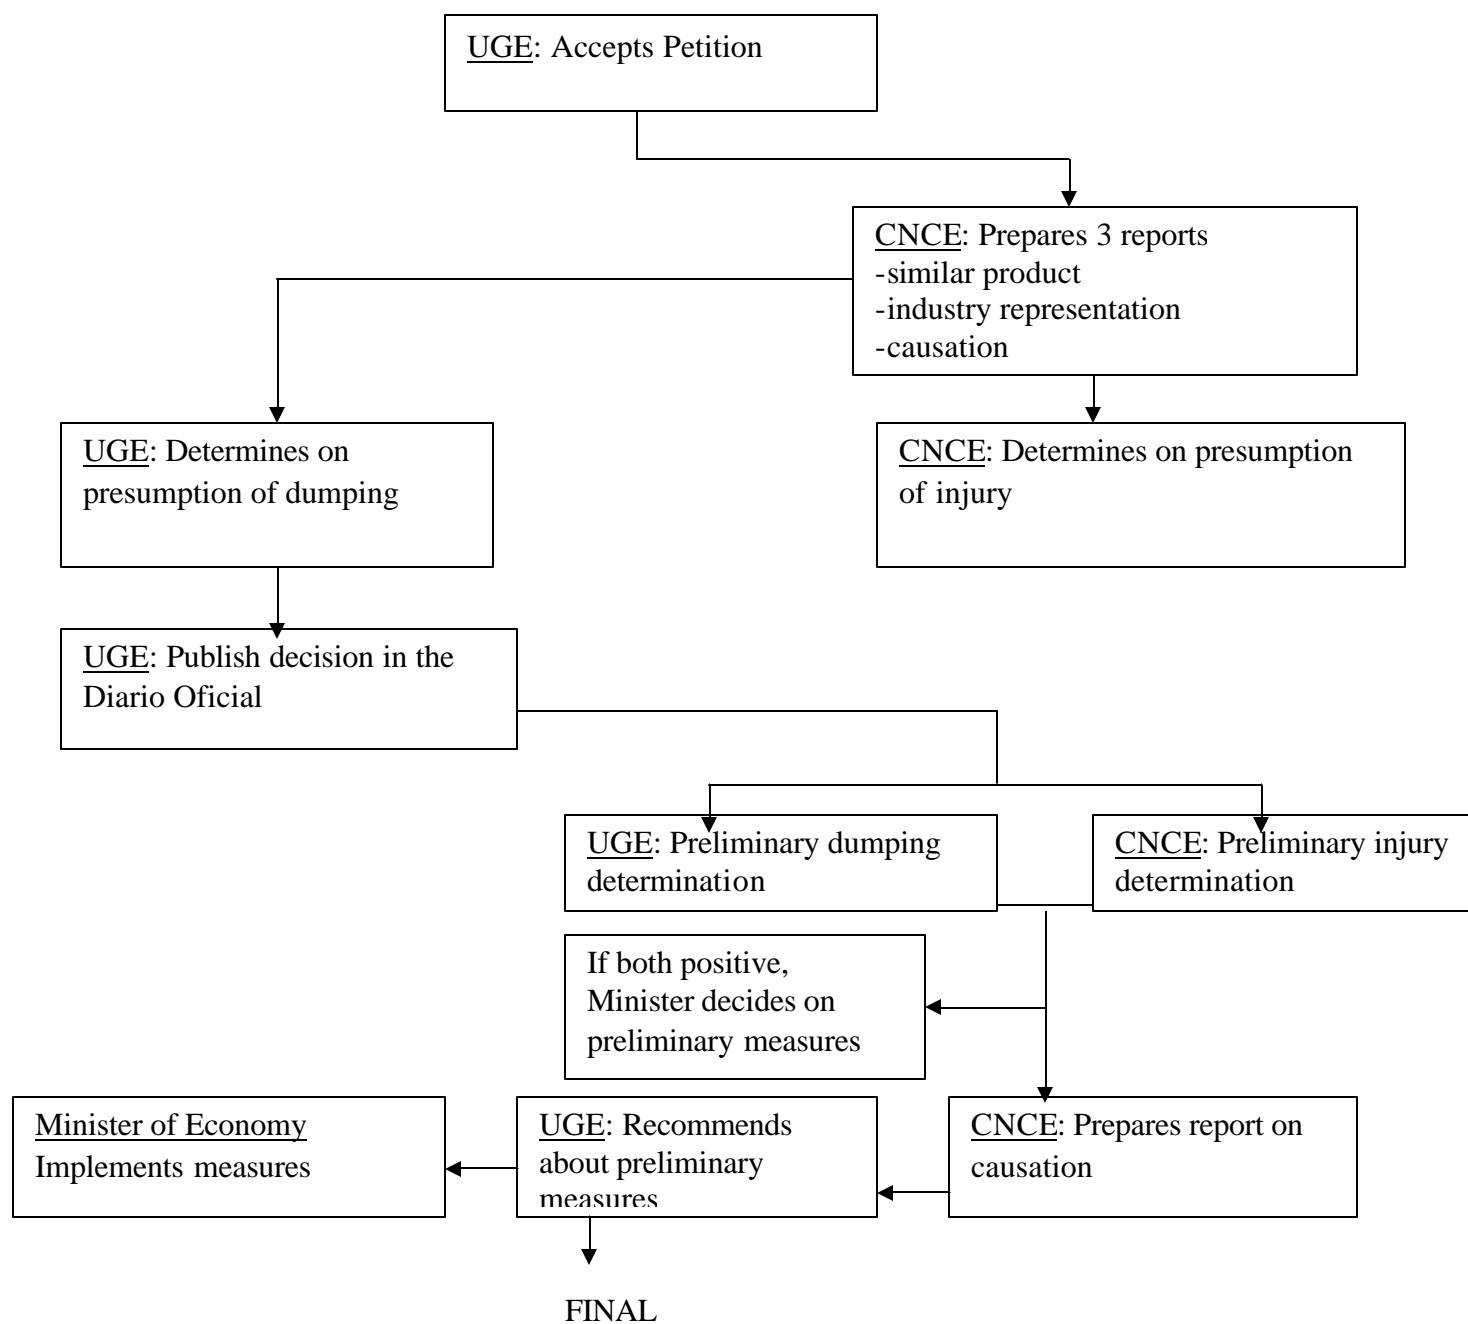 UGE: Accepts Petition
CNCE: Prepares 3 reports
-similar product
-industry representation
-causation
UGE: Determines on
presumption of dumping
CNCE: Determines on presumption
of injury
UGE: Publish decision in the
Diario Oficial
UGE: Preliminary dumping
determination
CNCE: Preliminary injury
determination
If both positive,
Minister decides on
preliminary measures
Minister of Economy
Implements measures
UGE: Recommends
about preliminary
measures
CNCE: Prepares report on
causation
FINAL